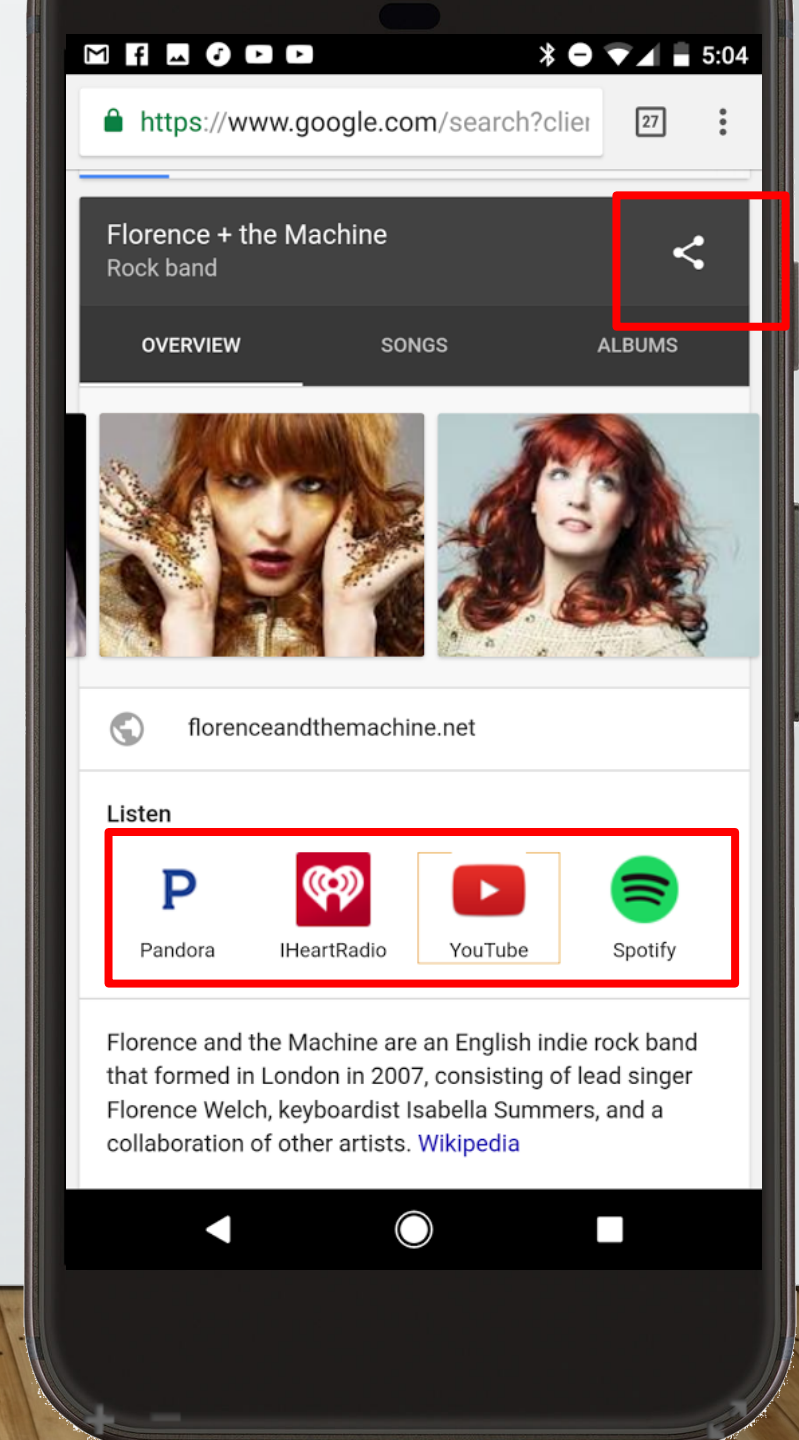 5:04
https://www.google.com/search?clier
27
Florence + the Machine
Rock band
OVERVIEW SONGS ALBUMS
florenceandthemachine.net
Listen
Pandora IHeartRadio YouTube Spotify
Florence and the Machine are an English indie rock band
that formed in London in 2007, consisting of lead singer
Florence Welch, keyboardist Isabella Summers, and a
collaboration of other artists. Wikipedia